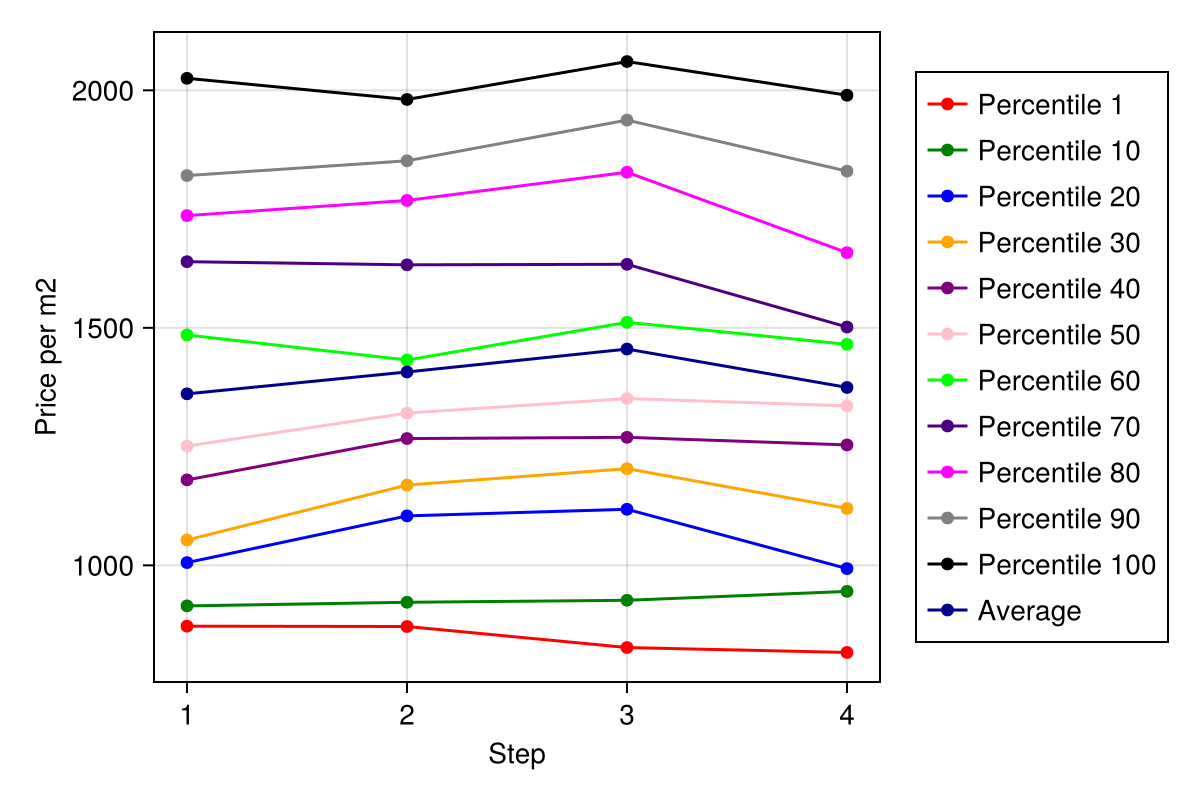 2000
1500
1000
Price per m2
1
2
3
4
Step
Percentile 1
Percentile 10
Percentile 20
Percentile 30
Percentile 40
Percentile 50
Percentile 60
Percentile 70
Percentile 80
Percentile 90
Percentile 100
Average